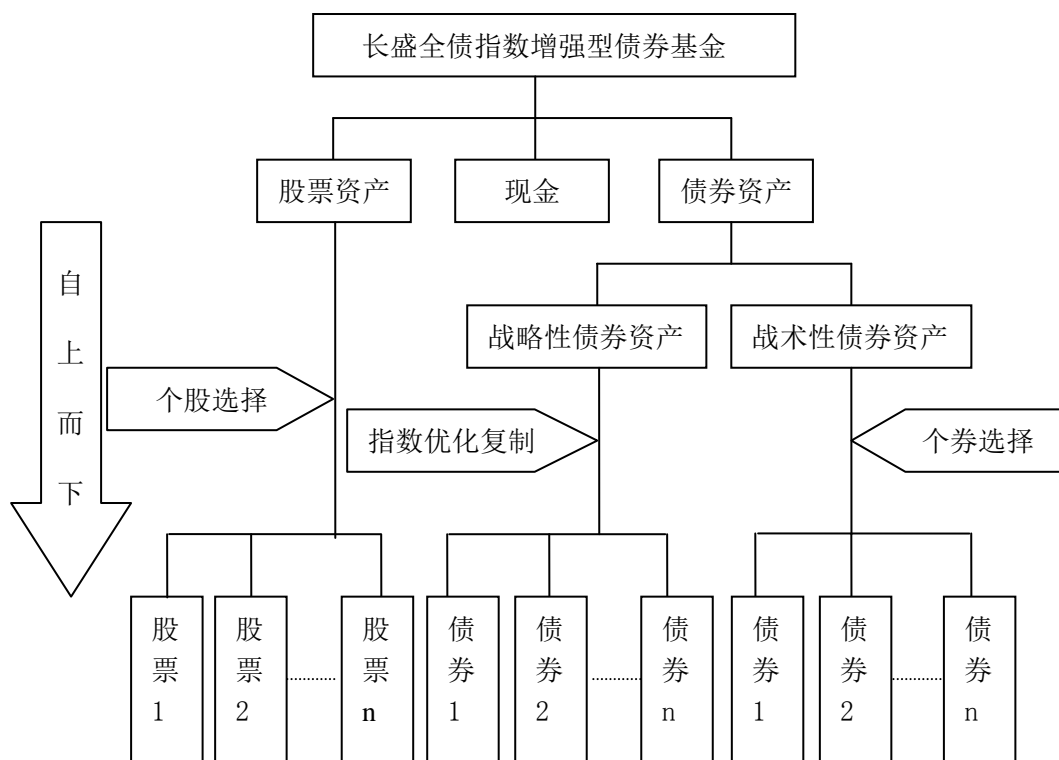 长盛全债指数增强型债券基金
股票资产
现金
债券资产
自上而下
战略性债券资产
战术性债券资产
个股选择
指数优化复制
个券选择
股票1
股票2
股票n
债券1
债券2
债券n
债券1
债券2
债券n